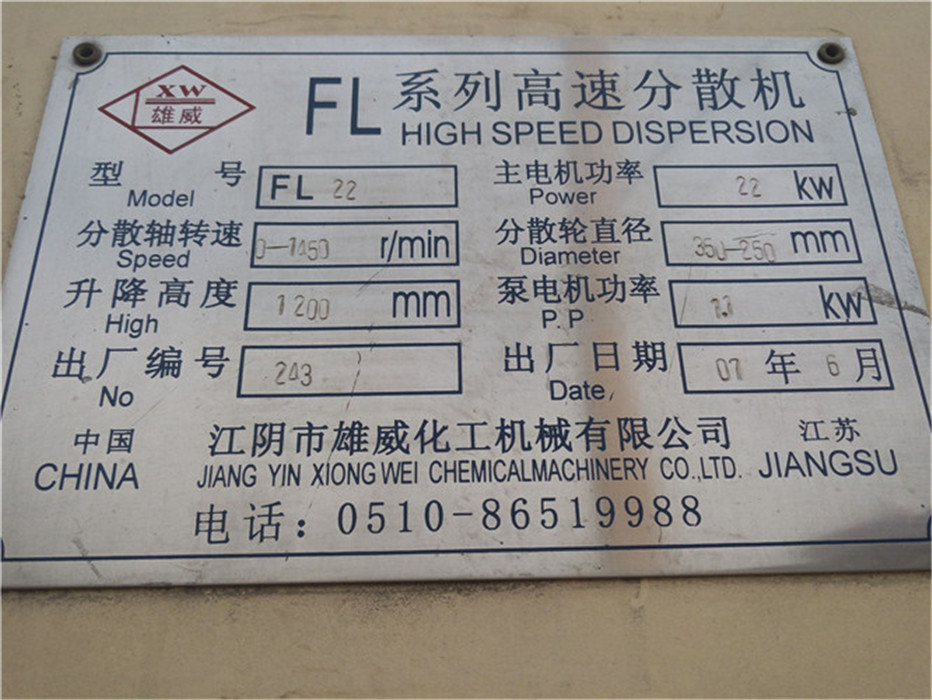 XW
雄威
FL 系列高速分散机
HIGH SPEED DISPERSION
型 号 FL 22 主电机功率 22 kw
Model Power
分散轴转速 0-1450 r/min 分散轮直径 350-250 mm
Speed Diameter
升降高度 1200 mm 泵电机功率 kw
High P.P
出厂编号 243 出厂日期 07 年 6 月
No Date
中国 江阴市雄威化工机械有限公司 江苏
CHINA JIANG YIN XIONG WEI CHEMICALMACHINERY CO.,LTD. JIANGSU
电话：0510-86519988